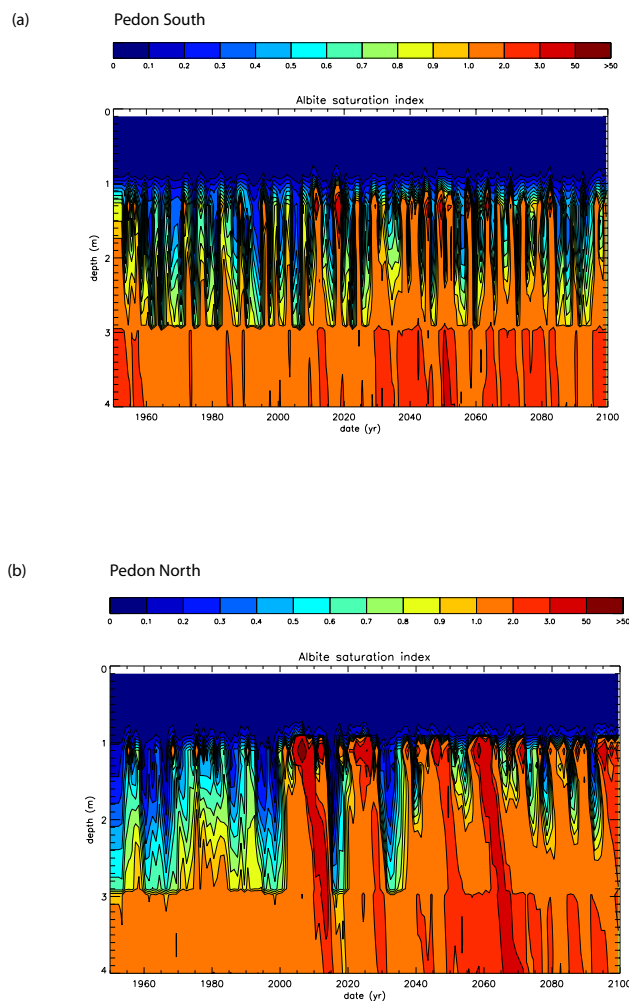 (a) Pedon South
0 0.1 0.2 0.3 0.4 0.5 0.6 0.7 0.8 0.9 1.0 2.0 3.0 50 >50
Albite saturation index
0
1
2
3
4
depth (m)
1960 1980 2000 2020 2040 2060 2080 2100
date (yr)
(b) Pedon North
0 0.1 0.2 0.3 0.4 0.5 0.6 0.7 0.8 0.9 1.0 2.0 3.0 50 >50
Albite saturation index
0
1
2
3
4
depth (m)
1960 1980 2000 2020 2040 2060 2080 2100
date (yr)